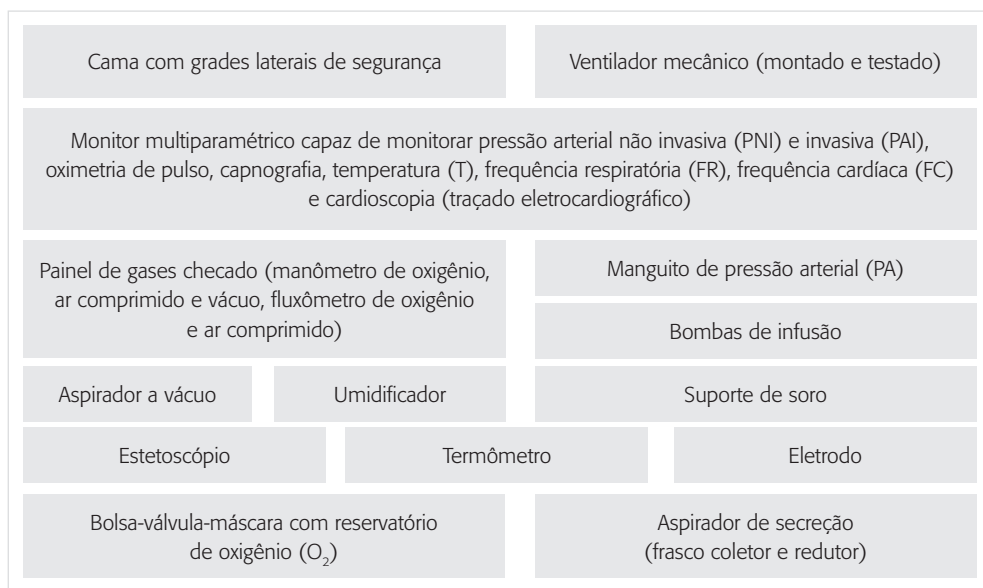 Cama com grades laterais de segurança
Ventilador mecânico (montado e testado)
Monitor multiparamétrico capaz de monitorar pressão arterial não invasiva (PNI) e invasiva (PAI),
oximetria de pulso, capnografia, temperatura (T), frequência respiratória (FR), frequência cardíaca (FC)
e cardioscopia (traçado eletrocardiográfico)
Painel de gases checado (manômetro de oxigênio,
ar comprimido e vácuo, fluxômetro de oxigênio
e ar comprimido)
Manguito de pressão arterial (PA)
Bombas de infusão
Aspirador a vácuo
Umidificador
Suporte de soro
Estetoscópio
Termômetro
Eletrodo
Bolsa-válvula-máscara com reservatório
de oxigênio (O₂)
Aspirador de secreção
(frasco coletor e redutor)